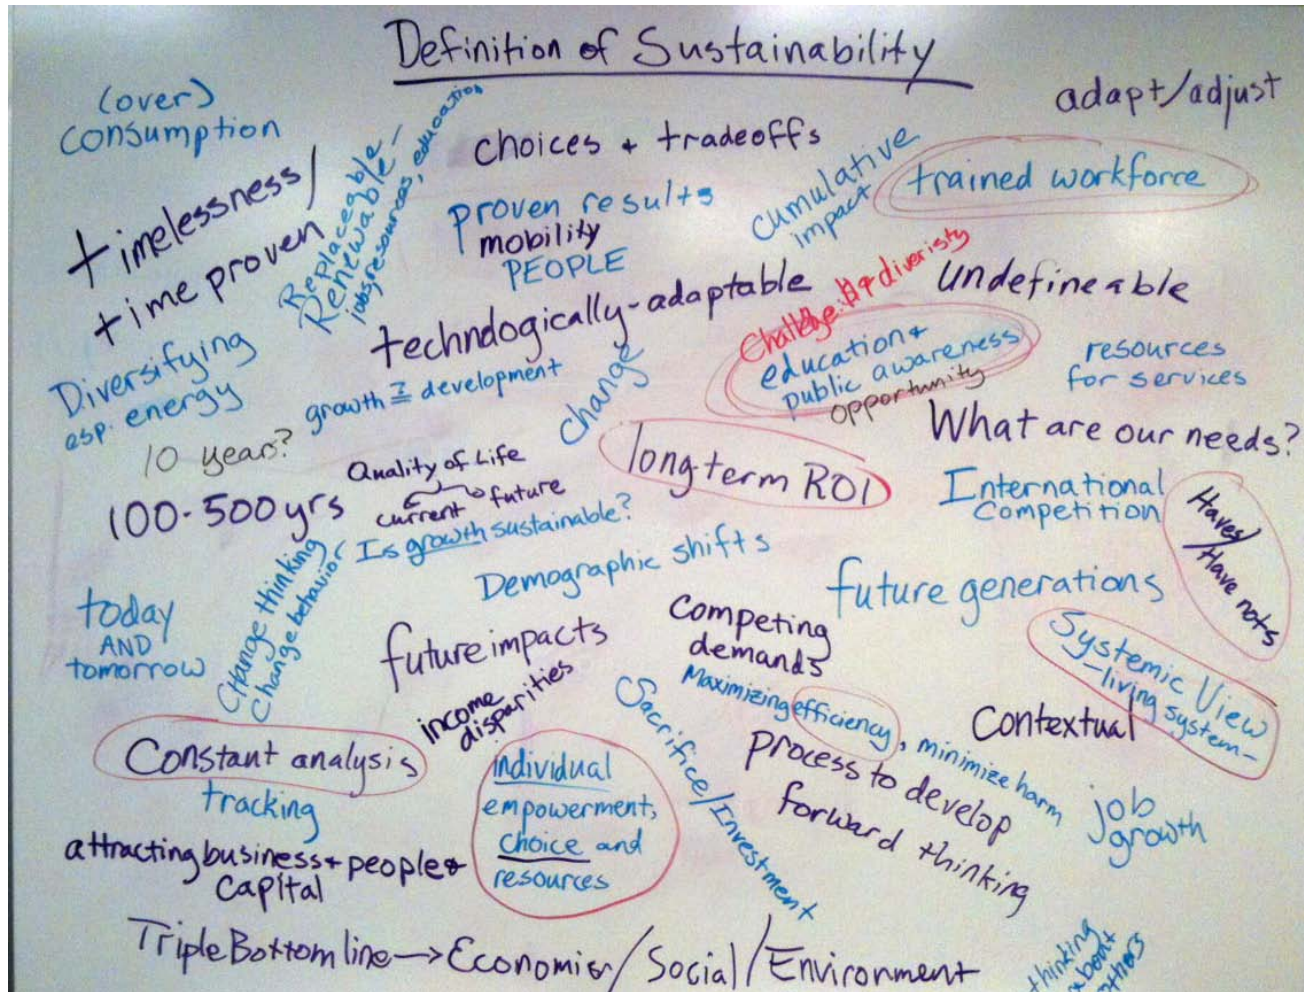 Definition of Sustainability
(over)
consumption
adapt/adjust
choices + tradeoffs
timelessness/
time proven
Replaceable-
Renewable-
jobs, resources, education
proven results
mobility
PEOPLE
cumulative
impact
trained workforce
technologically-adaptable
undefineable
Diversifying
esp. energy
growth ≟ development
change
education +
public awareness
opportunity
resources
for services
10 years?
100-500 yrs
Quality of Life
current
future
long-term ROI
What are our needs?
International
Competition
Haves/
Have nots
Is growth sustainable?
Demographic shifts
future generations
today
AND
tomorrow
Change thinking
Change behavior
future impacts
income
disparities
Competing
demands
Maximizing efficiency, minimize harm
Systemic View
-living system-
Contextual
Constant analysis
tracking
individual
empowerment,
choice and
resources
Sacrifice/Investment
process to develop
forward thinking
job
growth
attracting business + people +
capital
Triple Bottom line → Economic/Social/Environment
thinking
about
others